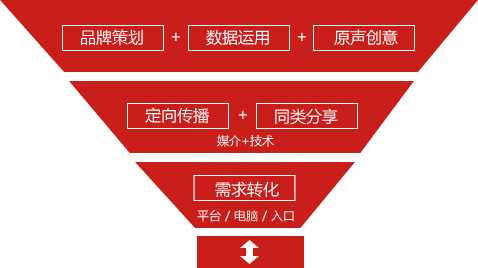 品牌策划 + 数据运用 + 原声创意
定向传播 + 同类分享
媒介+技术
需求转化
平台 / 电脑 / 入口